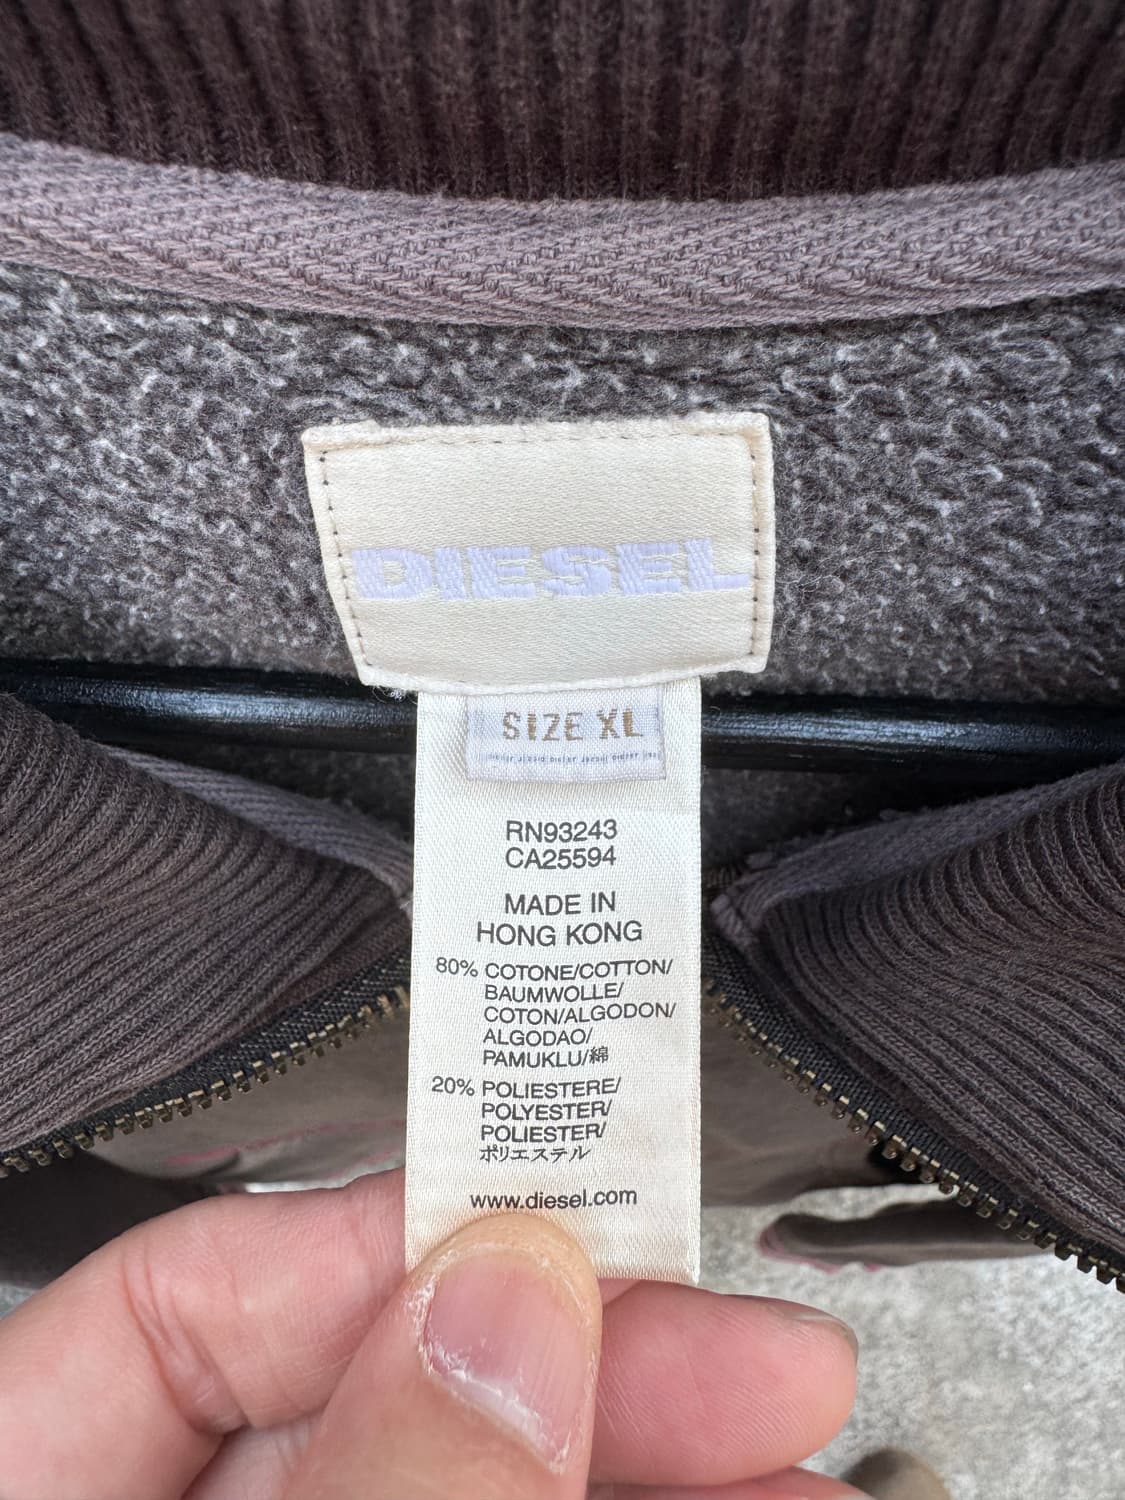 DIESEL
SIZE XL
RN93243
CA25594
MADE IN
HONG KONG
80% COTONE/COTTON/
BAUMWOLLE/
COTON/ALGODON/
ALGODAO/
PAMUKLU/綿
20% POLIESTERE/
POLYESTER/
POLIESTER/
ポリエステル
www.diesel.com